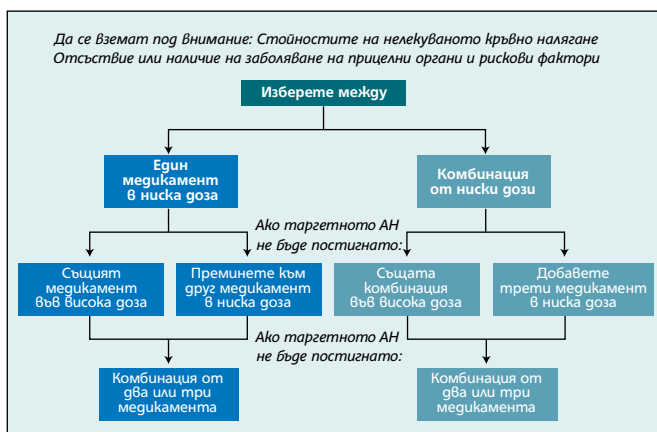 Да се вземат под внимание: Стойностите на нелекуваното кръвно налягане
Отсъствие или наличие на заболяване на прицелни органи и рискови фактори
Изберете между
Един
медикамент
в ниска доза
Комбинация
от ниски дози
Ако таргетното АН
не бъде постигнато:
Същият
медикамент
във висока доза
Преминете към
друг медикамент
в ниска доза
Същата
комбинация
във висока доза
Добавете
трети медикамент
в ниска доза
Ако таргетното АН
не бъде постигнато:
Комбинация от
два или три
медикамента
Комбинация от
два или три
медикамента